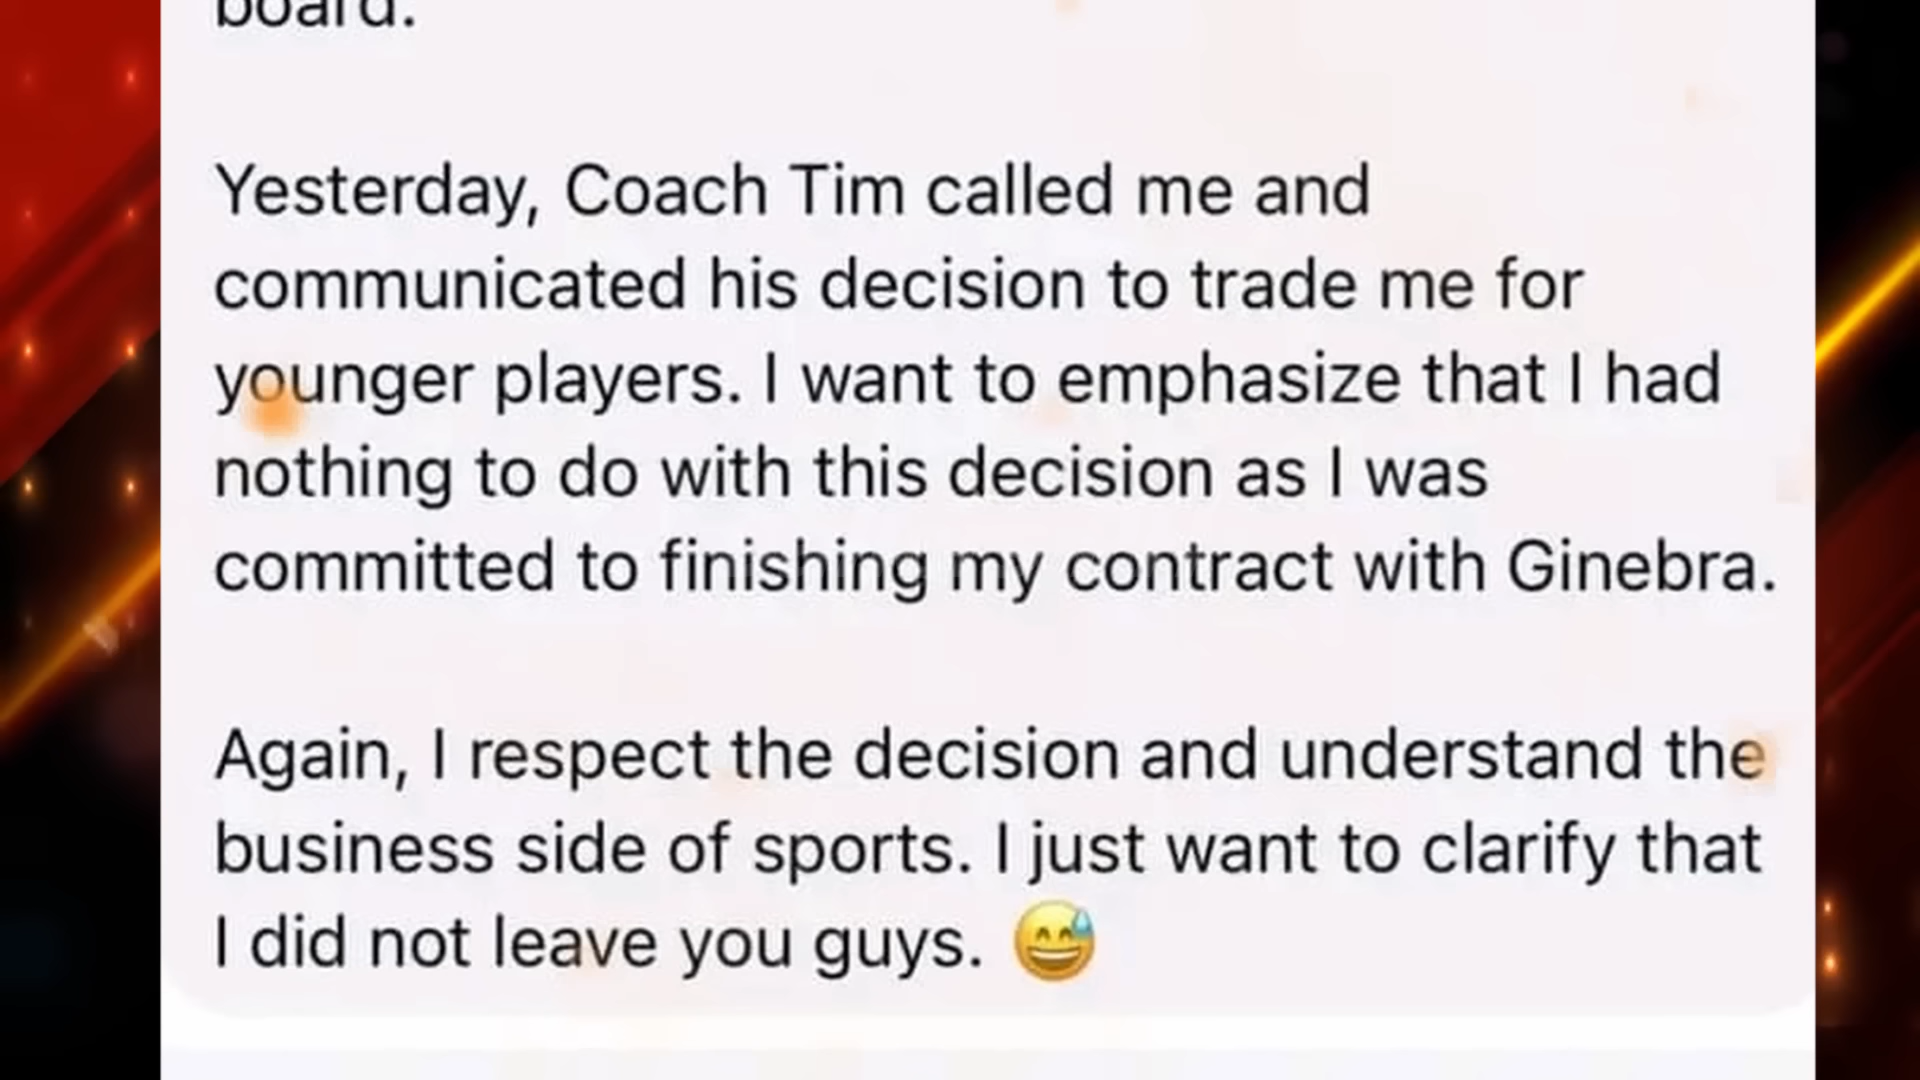 board.
Yesterday, Coach Tim called me and
communicated his decision to trade me for
younger players. I want to emphasize that I had
nothing to do with this decision as I was
committed to finishing my contract with Ginebra.
Again, I respect the decision and understand the
business side of sports. I just want to clarify that
I did not leave you guys. 😅